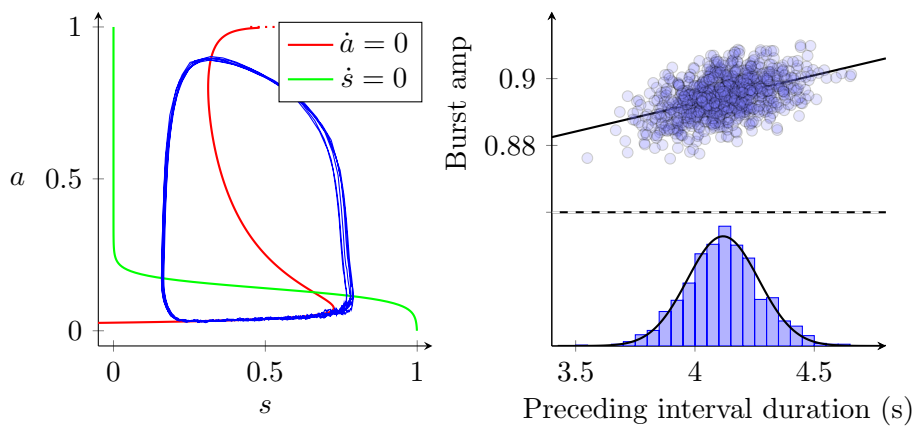 1
0.5
0
a
0
0.5
1
s
ȧ = 0
ṡ = 0
Burst amp
0.9
0.88
3.5
4
4.5
Preceding interval duration (s)